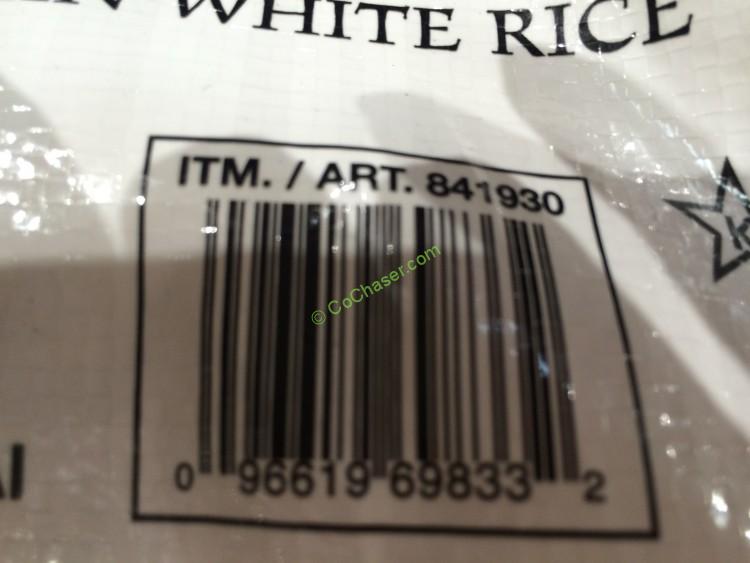 WHITE RICE
ITM. / ART. 841930
© CoChaser.com
K
0 96619 69833 2